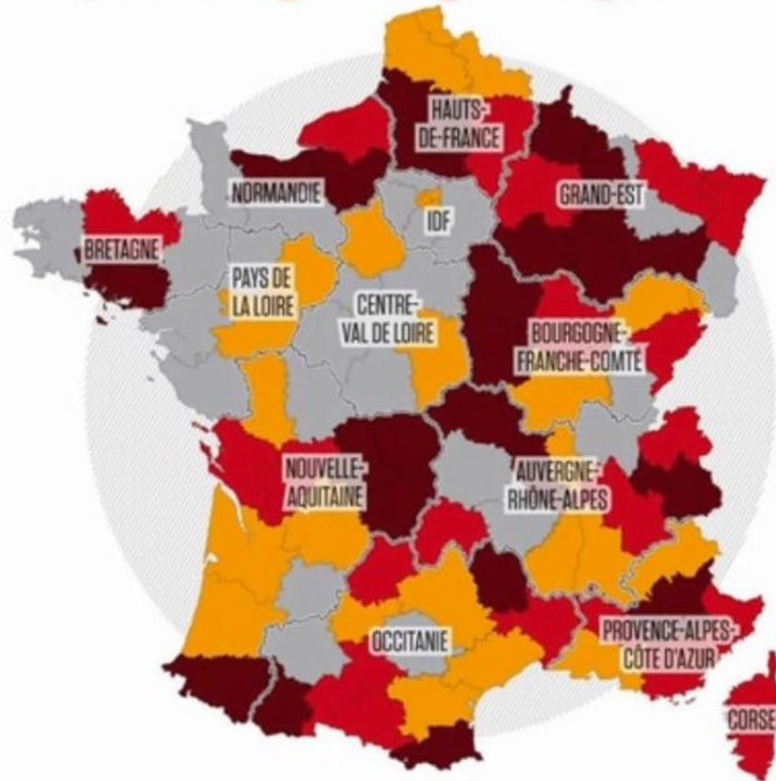 HAUTS-
DE-FRANCE
NORMANDIE
IDF
GRAND-EST
BRETAGNE
PAYS DE
LA LOIRE
CENTRE-
VAL DE LOIRE
BOURGOGNE-
FRANCHE-COMTÉ
NOUVELLE-
AQUITAINE
AUVERGNE-
RHÔNE-ALPES
OCCITANIE
PROVENCE-ALPES-
CÔTE D'AZUR
CORSE